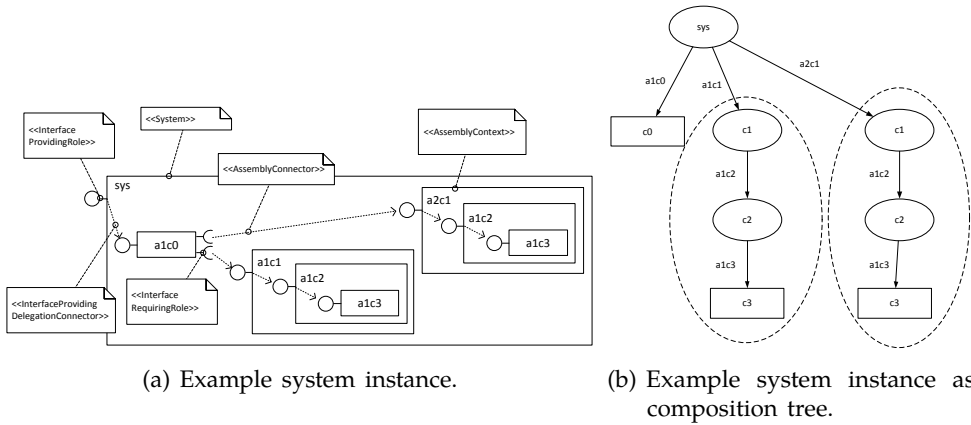 <<Interface
ProvidingRole>>
<<System>>
<<AssemblyContext>>
<<AssemblyConnector>>
sys
a1c0
a2c1
a1c2
a1c3
a1c1
a1c2
a1c3
<<InterfaceProviding
DelegationConnector>>
<<Interface
RequiringRole>>
(a) Example system instance.
sys
a1c0
a1c1
a2c1
c0
c1
c1
a1c2
a1c2
c2
c2
a1c3
a1c3
c3
c3
(b) Example system instance as
composition tree.